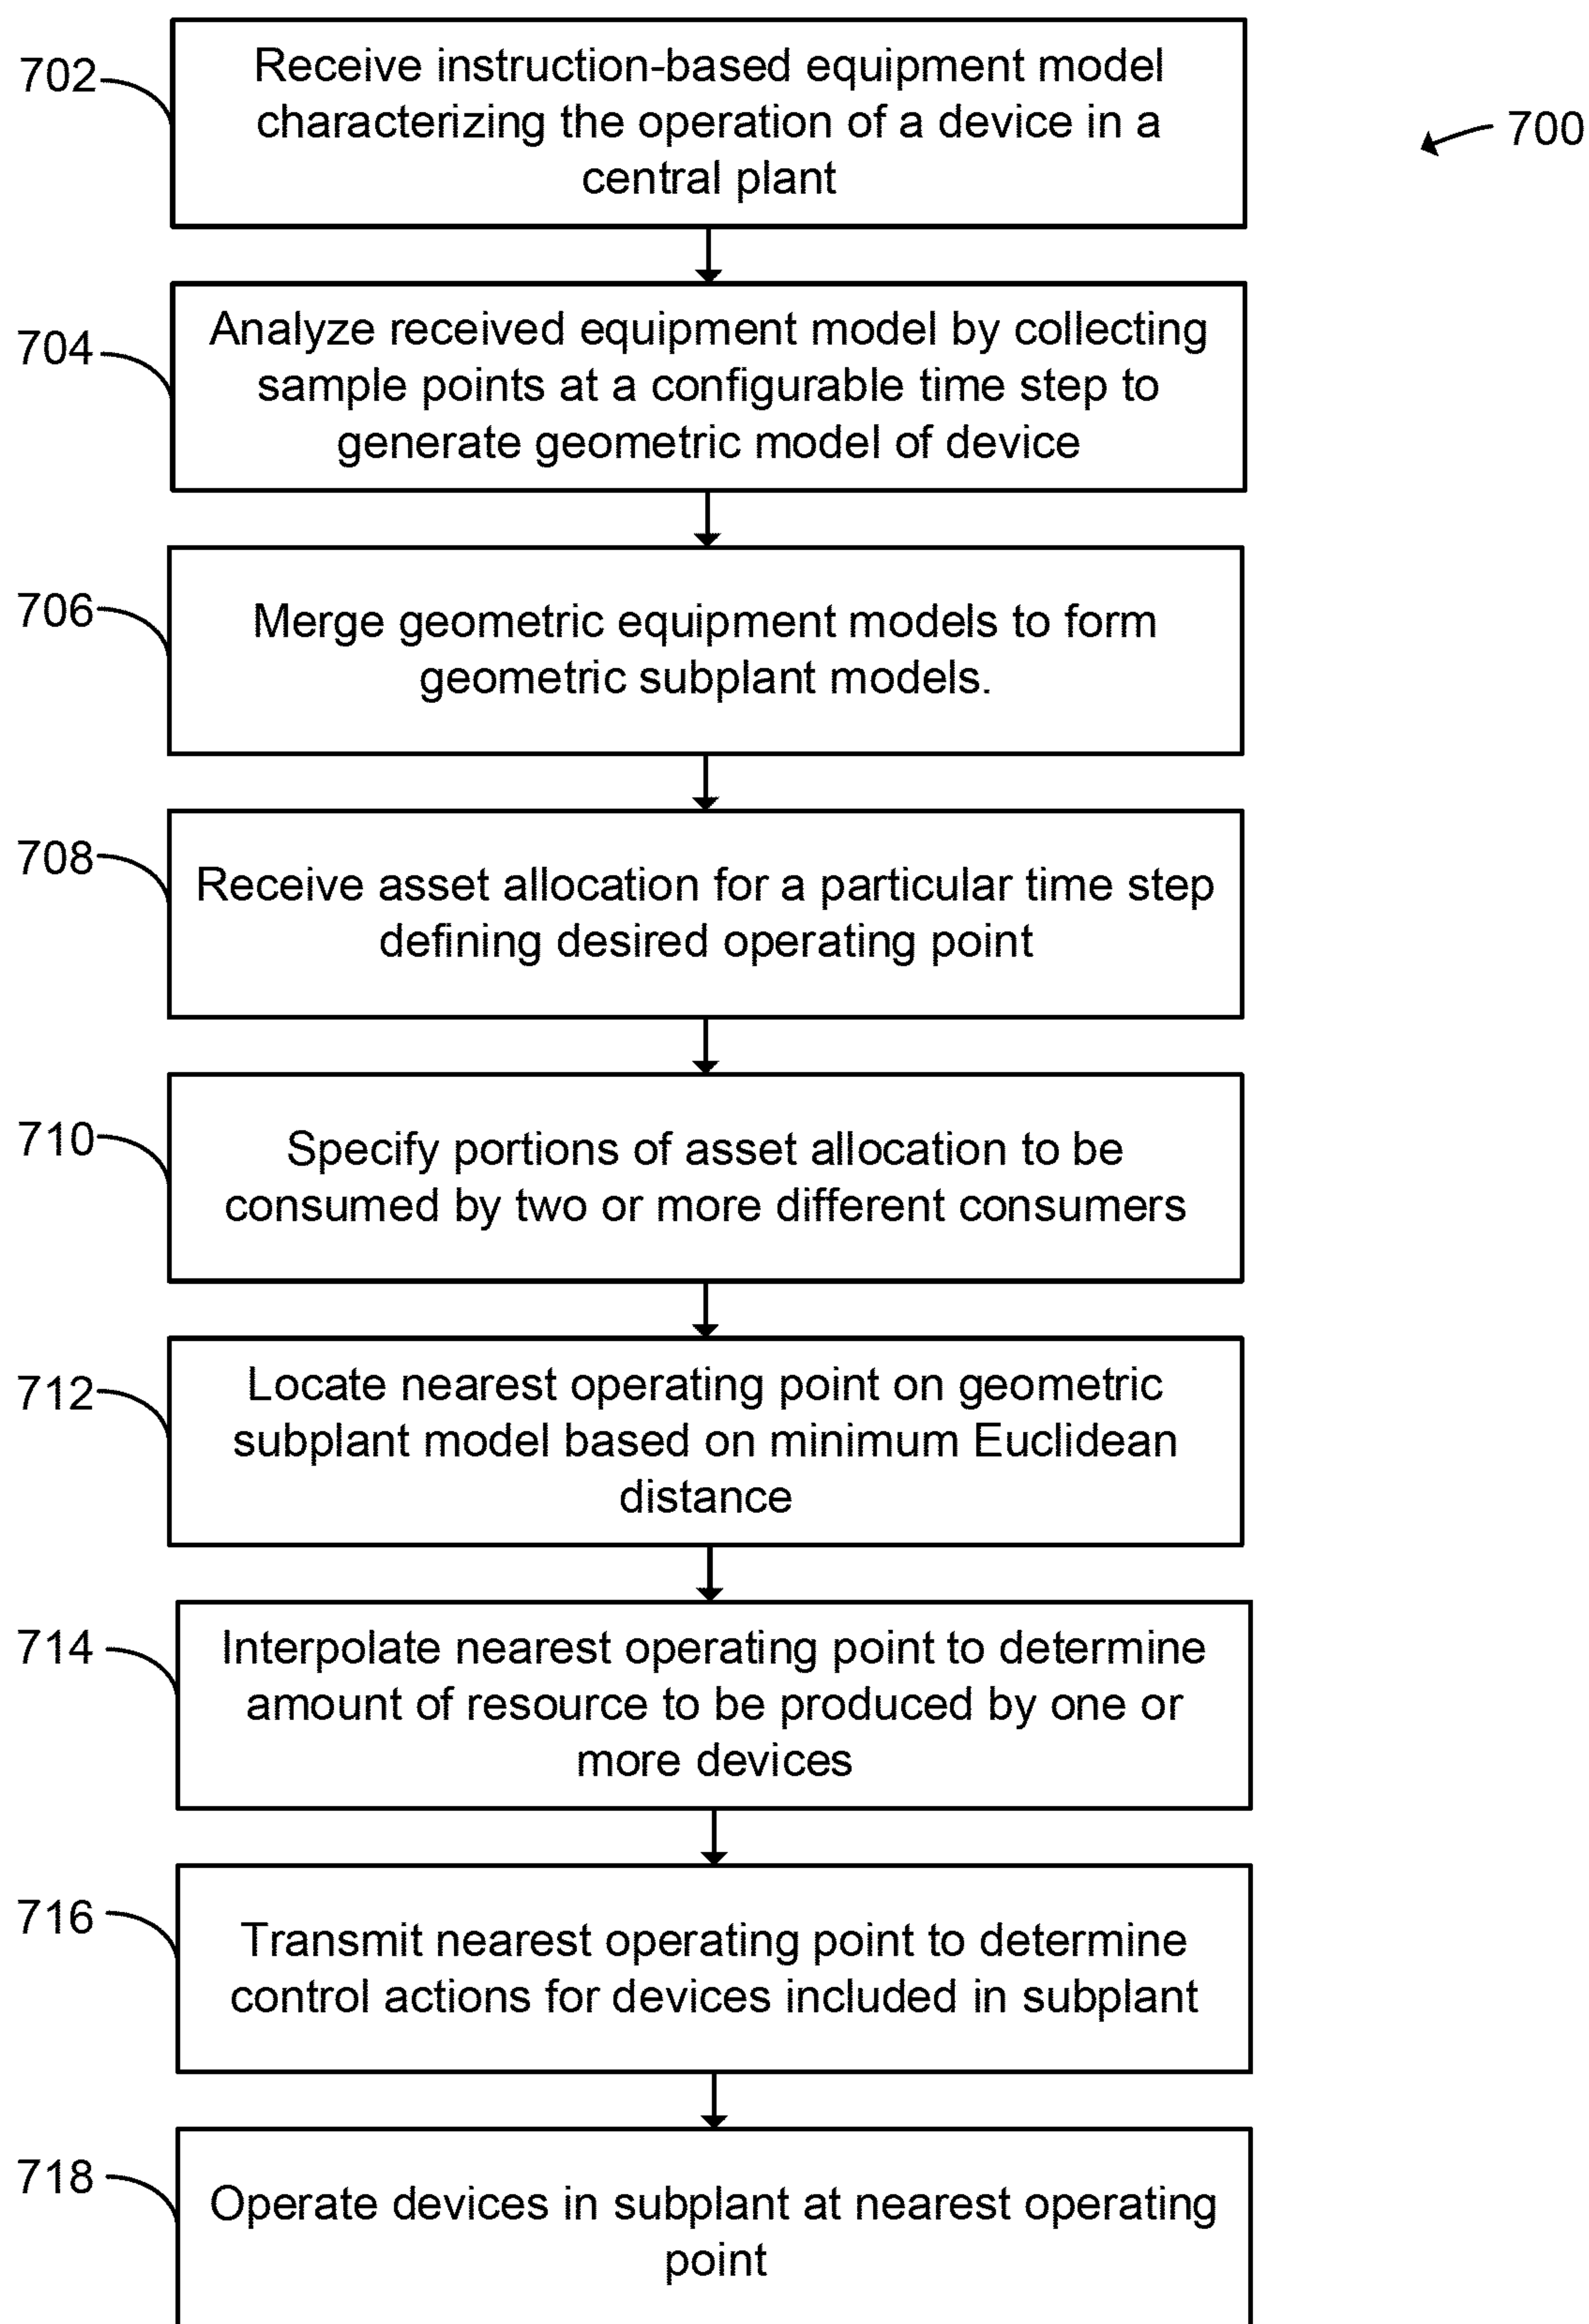 702
Receive instruction-based equipment model
characterizing the operation of a device in a
central plant
700
704
Analyze received equipment model by collecting
sample points at a configurable time step to
generate geometric model of device
706
Merge geometric equipment models to form
geometric subplant models.
708
Receive asset allocation for a particular time step
defining desired operating point
710
Specify portions of asset allocation to be
consumed by two or more different consumers
712
Locate nearest operating point on geometric
subplant model based on minimum Euclidean
distance
714
Interpolate nearest operating point to determine
amount of resource to be produced by one or
more devices
716
Transmit nearest operating point to determine
control actions for devices included in subplant
718
Operate devices in subplant at nearest operating
point